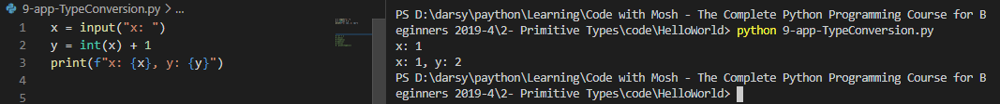 9-app-TypeConversion.py > ...
1 x = input("x: ")
2 y = int(x) + 1
3 print(f"x: {x}, y: {y}")
4
5
PS D:\darsy\paython\Learning\Code with Mosh - The Complete Python Programming Course for B
eginners 2019-4\2- Primitive Types\code\HelloWorld> python 9-app-TypeConversion.py
x: 1
x: 1, y: 2
PS D:\darsy\paython\Learning\Code with Mosh - The Complete Python Programming Course for B
eginners 2019-4\2- Primitive Types\code\HelloWorld>